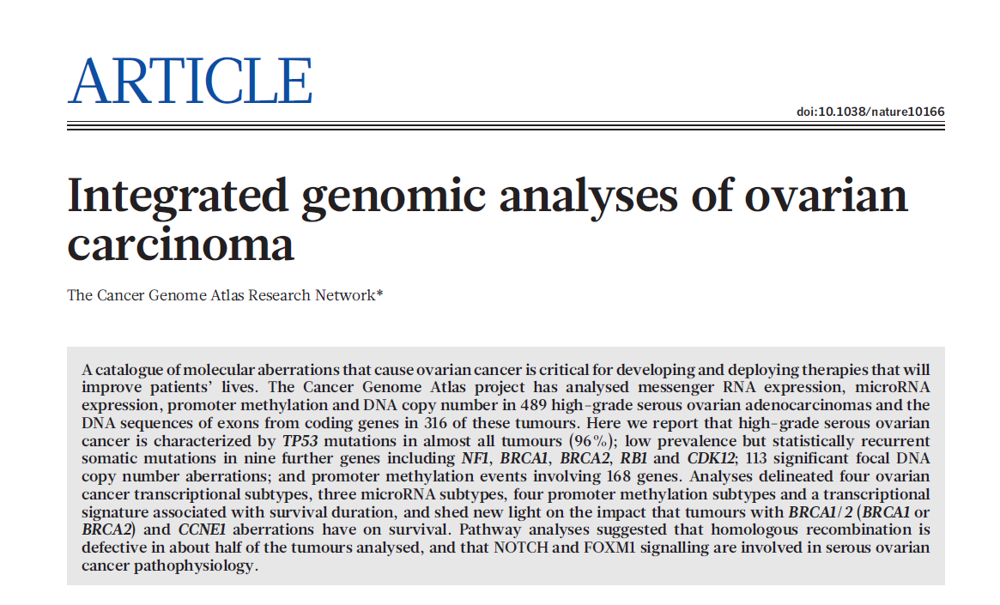 ARTICLE
doi:10.1038/nature10166
Integrated genomic analyses of ovarian
carcinoma
The Cancer Genome Atlas Research Network*
A catalogue of molecular aberrations that cause ovarian cancer is critical for developing and deploying therapies that will
improve patients’ lives. The Cancer Genome Atlas project has analysed messenger RNA expression, microRNA
expression, promoter methylation and DNA copy number in 489 high-grade serous ovarian adenocarcinomas and the
DNA sequences of exons from coding genes in 316 of these tumours. Here we report that high-grade serous ovarian
cancer is characterized by TP53 mutations in almost all tumours (96%); low prevalence but statistically recurrent
somatic mutations in nine further genes including NF1, BRCA1, BRCA2, RB1 and CDK12; 113 significant focal DNA
copy number aberrations; and promoter methylation events involving 168 genes. Analyses delineated four ovarian
cancer transcriptional subtypes, three microRNA subtypes, four promoter methylation subtypes and a transcriptional
signature associated with survival duration, and shed new light on the impact that tumours with BRCA1/2 (BRCA1 or
BRCA2) and CCNE1 aberrations have on survival. Pathway analyses suggested that homologous recombination is
defective in about half of the tumours analysed, and that NOTCH and FOXM1 signalling are involved in serous ovarian
cancer pathophysiology.